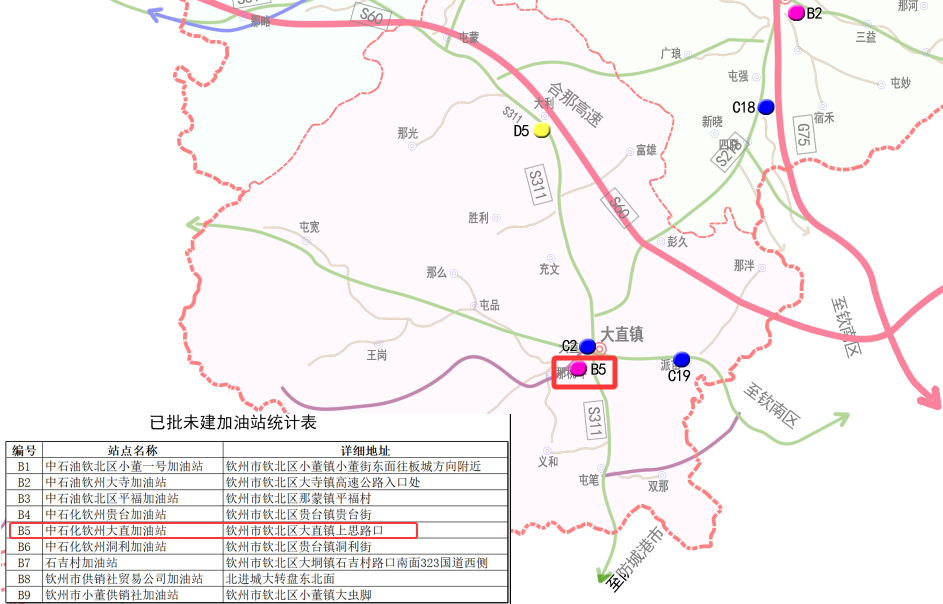 S311
那略
S60
屯蒙
B2
那河
三益
广琅
屯强
屯妙
合那高速
大利
C18
宿禾
S311
D5
新晓
四联
G75
那光
富雄
S218
S311
S60
胜利
屯宽
彭久
充文
那么
那洋
屯品
至钦南区
大直镇
C2
王岗
B5
C19
至钦南区
已批未建加油站统计表
S311
义和
屯笔
双那
至防城港市
编号 站点名称 详细地址
B1 中石油钦北区小董一号加油站 钦州市钦北区小董镇小董街东面往板城方向附近
B2 中石油钦州大寺加油站 钦州市钦北区大寺镇高速公路入口处
B3 中石油钦北区平福加油站 钦州市钦北区那蒙镇平福村
B4 中石化钦州贵台加油站 钦州市钦北区贵台镇贵台街
B5 中石化钦州大直加油站 钦州市钦北区大直镇上思路口
B6 中石化钦州洞利加油站 钦州市钦北区贵台镇洞利街
B7 石吉村加油站 钦州市钦北区大垌镇石吉村路口南面323国道西侧
B8 钦州市供销社贸易公司加油站 北进城大转盘东北面
B9 钦州市小董供销社加油站 钦州市钦北区小董镇大虫脚